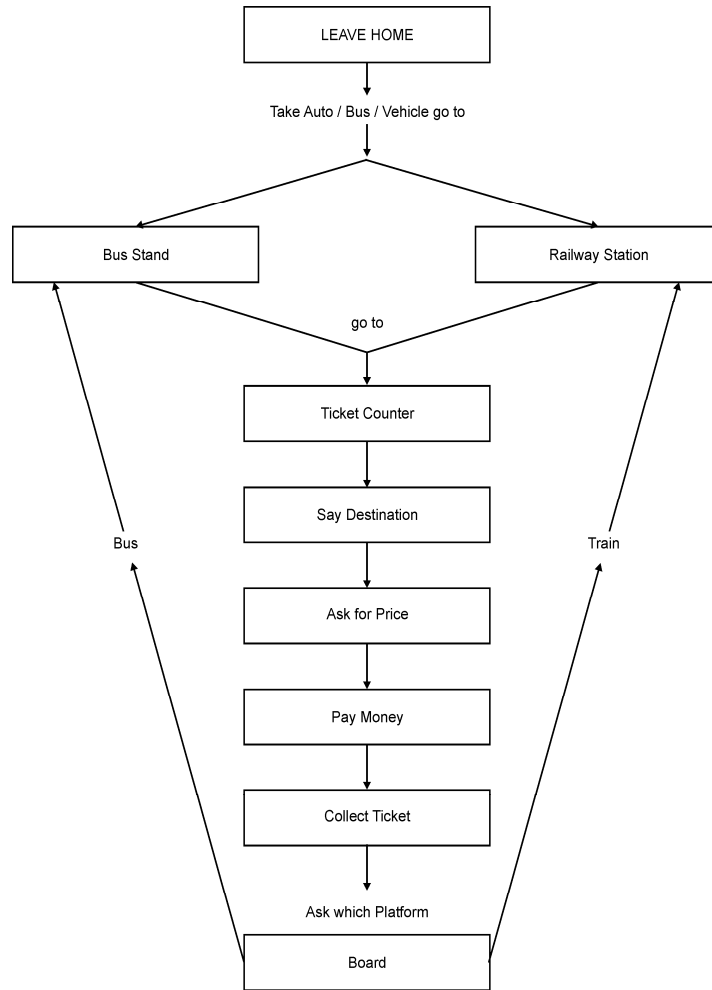 LEAVE HOME
Take Auto / Bus / Vehicle go to
Bus Stand
Railway Station
go to
Ticket Counter
Say Destination
Bus
Train
Ask for Price
Pay Money
Collect Ticket
Ask which Platform
Board